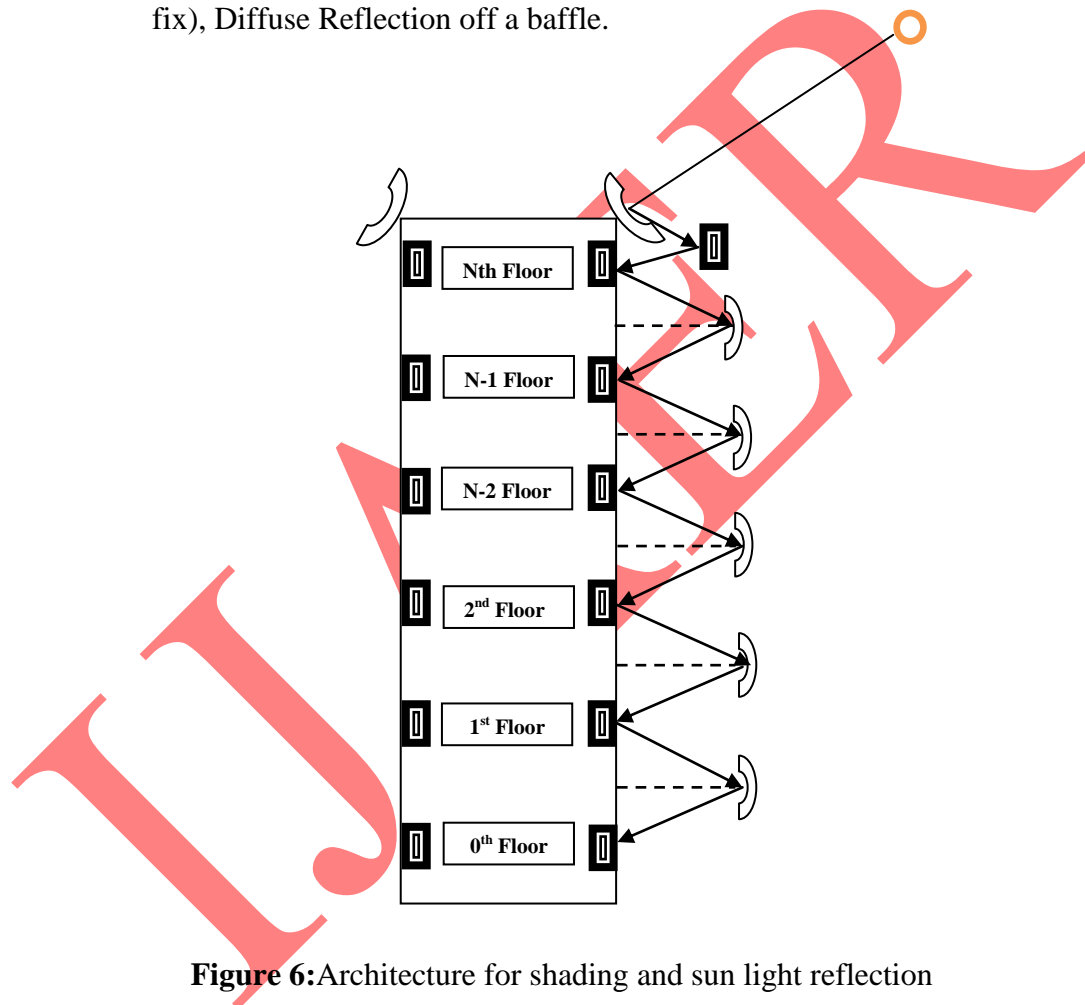 fix), Diffuse Reflection off a baffle.
Nth Floor
N-1 Floor
N-2 Floor
2nd Floor
1st Floor
0th Floor
Figure 6:Architecture for shading and sun light reflection
IJAER